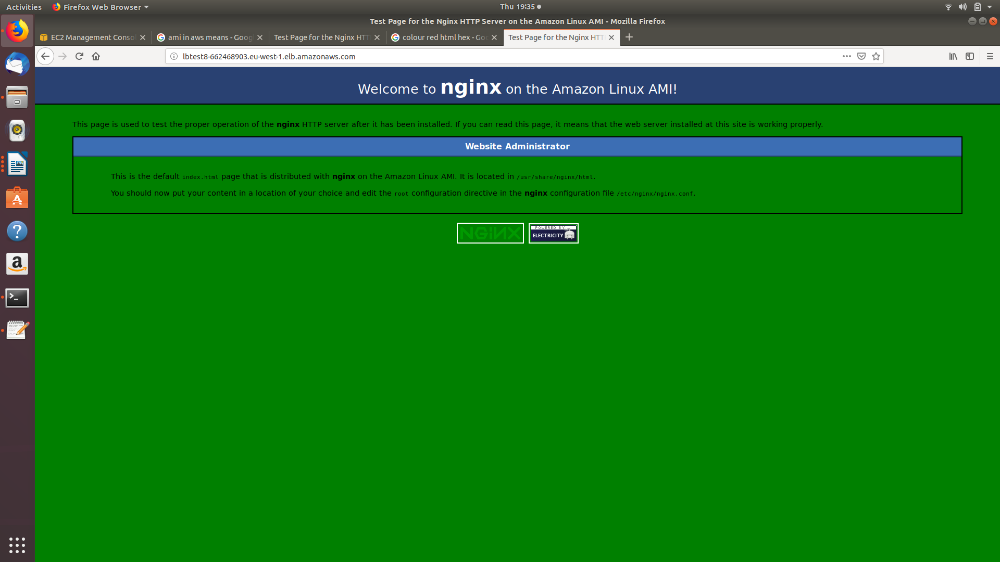 Activities Firefox Web Browser Thu 19:35
Test Page for the Nginx HTTP Server on the Amazon Linux AMI - Mozilla Firefox
EC2 Management Consol ami in aws means - Goog Test Page for the Nginx HTT colour red html hex - Goo Test Page for the Nginx HTT
lbtest8-662468903.eu-west-1.elb.amazonaws.com
Welcome to nginx on the Amazon Linux AMI!
This page is used to test the proper operation of the nginx HTTP server after it has been installed. If you can read this page, it means that the web server installed at this site is working properly.
Website Administrator
This is the default index.html page that is distributed with nginx on the Amazon Linux AMI. It is located in /usr/share/nginx/html.
You should now put your content in a location of your choice and edit the root configuration directive in the nginx configuration file /etc/nginx/nginx.conf.
NGiNX
POWERED BY
ELECTRICITY